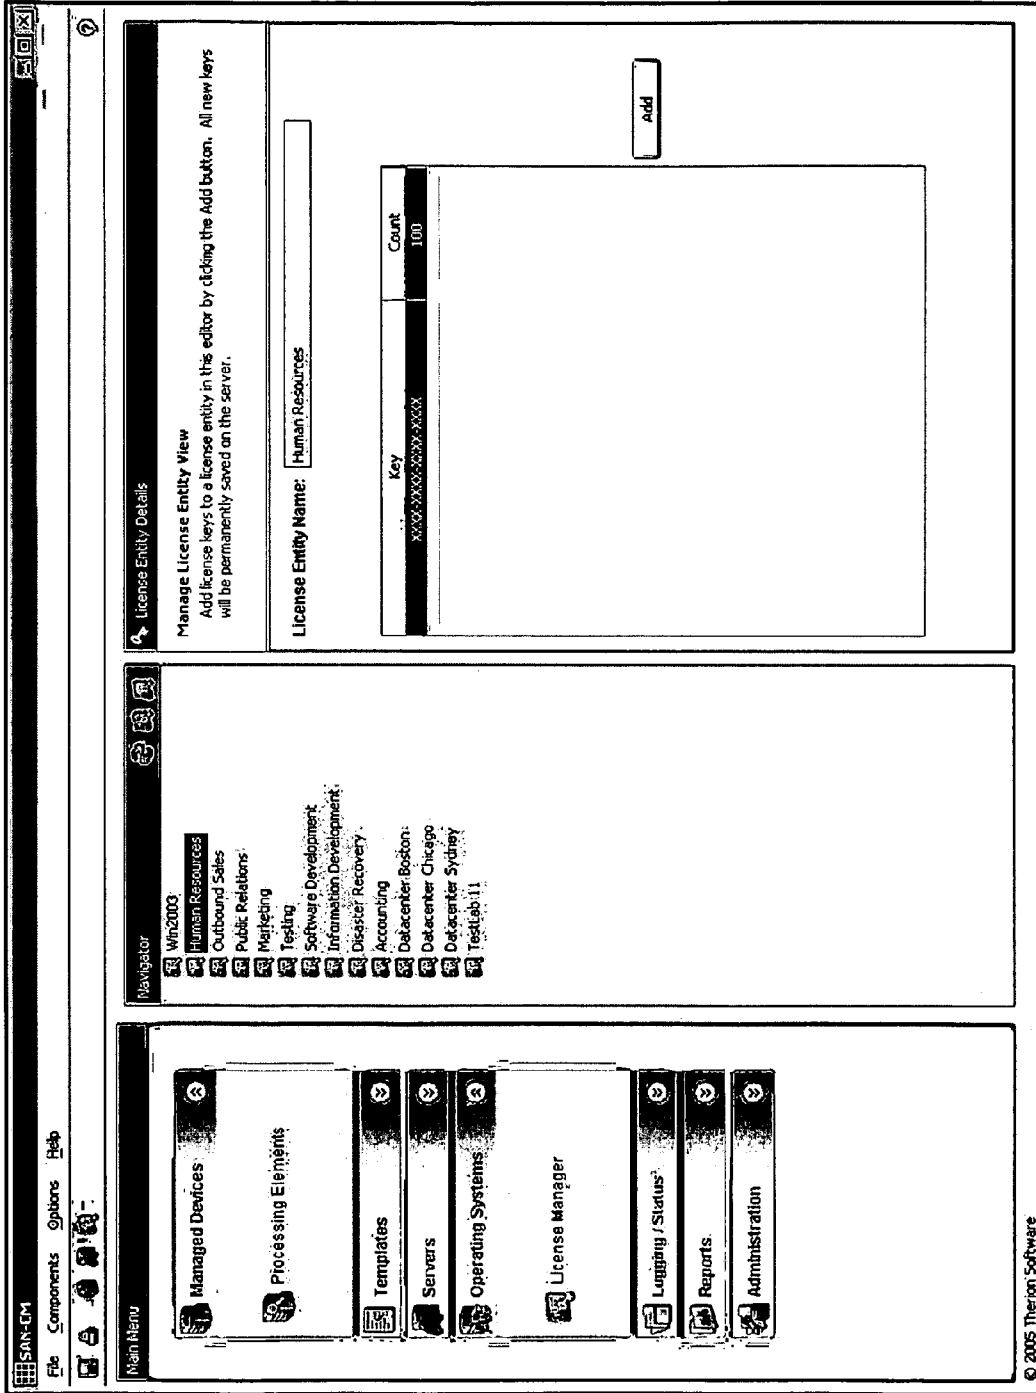 SAN-EM
File Components Options Help
Main Menu
Managed Devices
Processing Elements
Templates
Servers
Operating Systems
License Manager
Logging / Status
Reports
Administration
Navigator
Win2003
Human Resources
Outbound Sales
Public Relations
Marketing
Testing
Software Development
Information Development
Disaster Recovery
Accounting
Datacenter Boston
Datacenter Chicago
Datacenter Sydney
TestLab 11
License Entity Details
Manage License Entity View
Add license keys to a license entity in this editor by clicking the Add button. All new keys
will be permanently saved on the server.
License Entity Name: Human Resources
Key Count
XXXX-XXXX-XXXX-XXXX 100
Add
© 2005 Therion Software